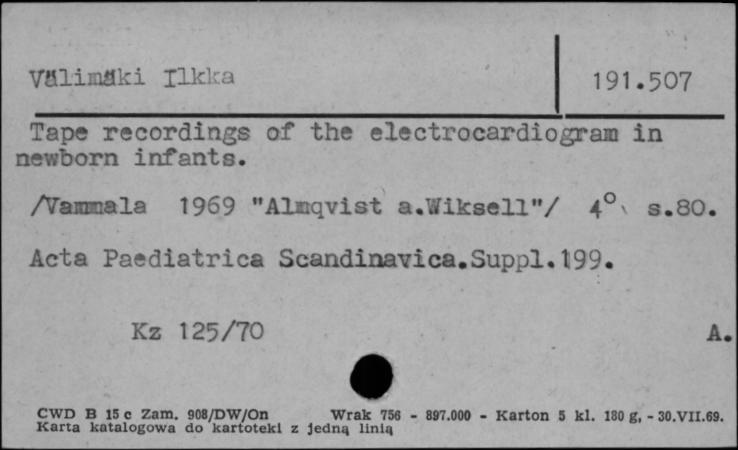 Välimäki Ilkka
191.507
Tape recordings of the electrocardiogram in
newborn infants.
/Vammala 1969 "Almqvist a.Wiksell"/ 4° s.80.
Acta Paediatrica Scandinavica.Suppl.199.
Kz 125/70 A.
CWD B 15 c Zam. 908/DW/On Wrak 756 - 897.000 - Karton 5 kl. 180 g, - 30.VII.69.
Karta katalogowa do kartoteki z jedną linią